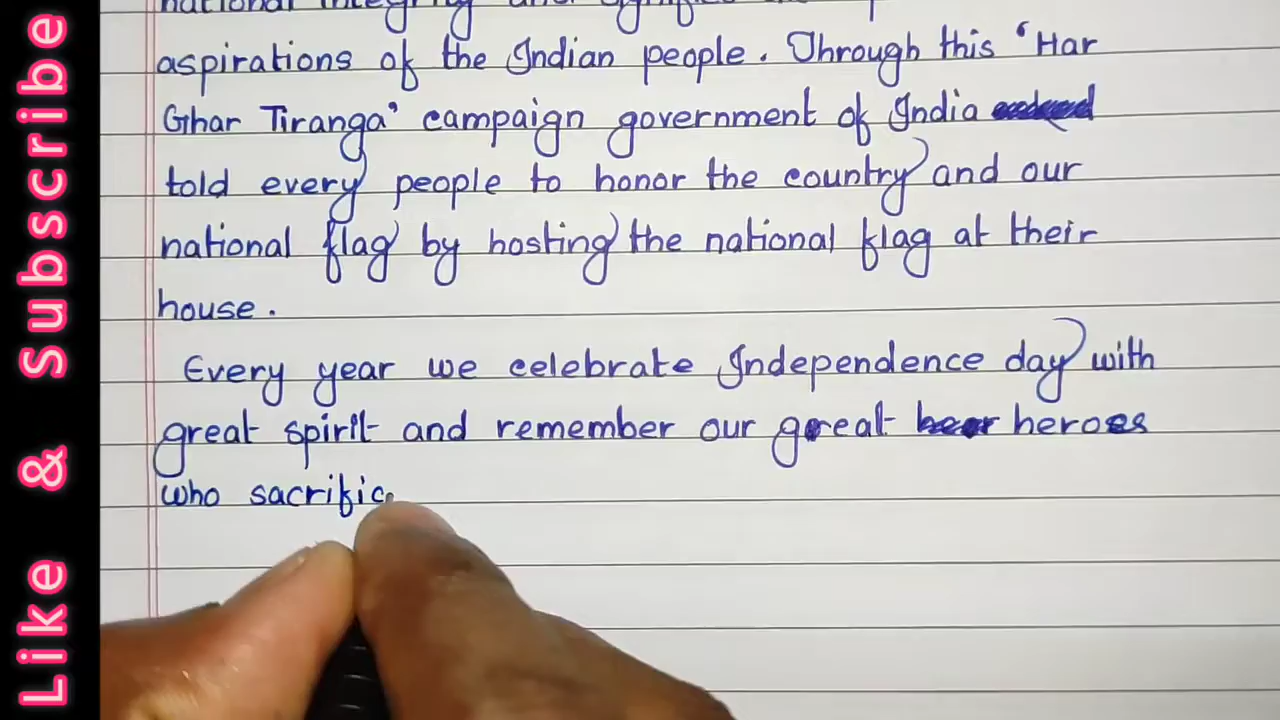 national
aspirations of the Indian people. Through this 'Har
Ghar Tiranga' campaign government of India
told every people to honor the country and our
national flag by hosting the national flag at their
house.
Every year we celebrate Independence day with
great spirit and remember our great heroes
who sacrific
Like & Subscribe